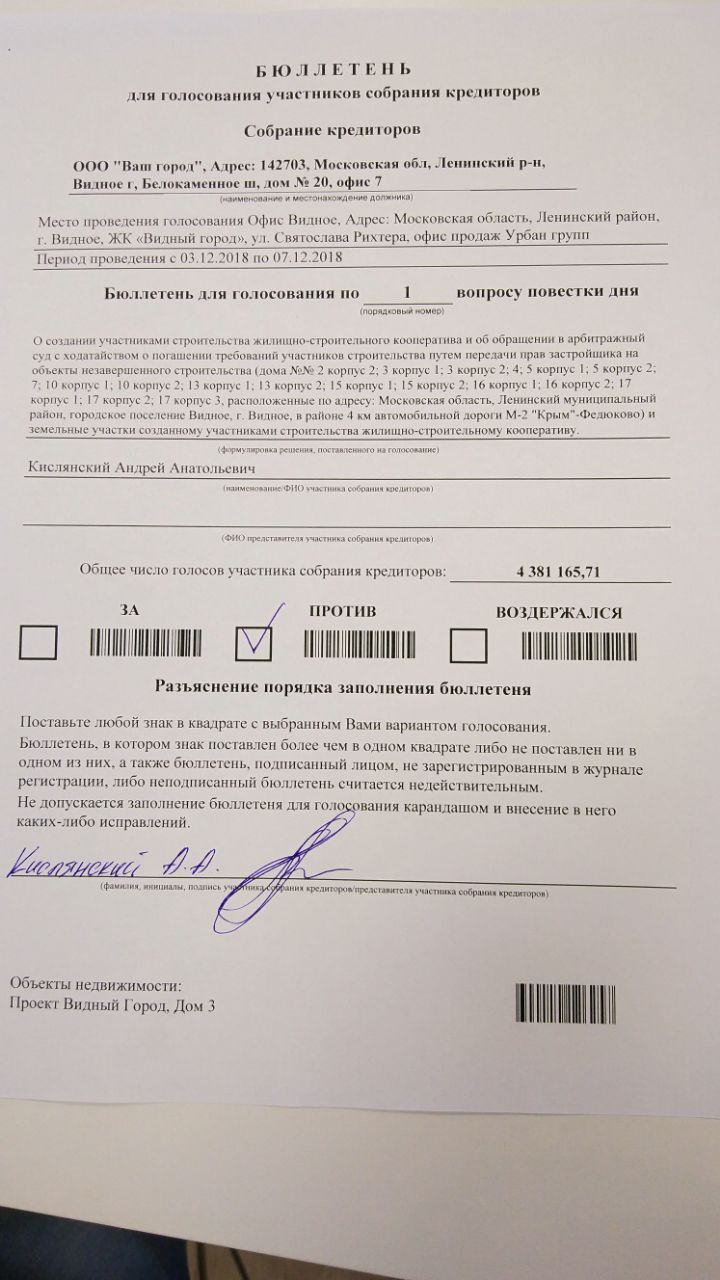 БЮЛЛЕТЕНЬ
для голосования участников собрания кредиторов
Собрание кредиторов
ООО "Ваш город", Адрес: 142703, Московская обл, Ленинский р-н,
Видное г, Белокаменное ш, дом № 20, офис 7
(наименование и местонахождение должника)
Место проведения голосования Офис Видное, Адрес: Московская область, Ленинский район,
г. Видное, ЖК «Видный город», ул. Святослава Рихтера, офис продаж Урбан групп
Период проведения с 03.12.2018 по 07.12.2018
Бюллетень для голосования по 1 вопросу повестки дня
(порядковый номер)
О создании участниками строительства жилищно-строительного кооператива и об обращении в арбитражный
суд с ходатайством о погашении требований участников строительства путем передачи прав застройщика на
объекты незавершенного строительства (дома №№ 2 корпус 2; 3 корпус 1; 3 корпус 2; 4; 5 корпус 1; 5 корпус 2;
7; 10 корпус 1; 10 корпус 2; 13 корпус 1; 13 корпус 2; 15 корпус 1; 15 корпус 2; 16 корпус 1; 16 корпус 2; 17
корпус 1; 17 корпус 2; 17 корпус 3, расположенные по адресу: Московская область, Ленинский муниципальный
район, городское поселение Видное, г. Видное, в районе 4 км автомобильной дороги М-2 "Крым"-Федюково) и
земельные участки созданному участниками строительства жилищно-строительному кооперативу.
(формулировка решения, поставленного на голосование)
Кислянский Андрей Анатольевич
(наименование/ФИО участника собрания кредиторов)
(ФИО представителя участника собрания кредиторов)
Общее число голосов участника собрания кредиторов: 4 381 165,71
ЗА ПРОТИВ ВОЗДЕРЖАЛСЯ
Разъяснение порядка заполнения бюллетеня
Поставьте любой знак в квадрате с выбранным Вами вариантом голосования.
Бюллетень, в котором знак поставлен более чем в одном квадрате либо не поставлен ни в
одном из них, а также бюллетень, подписанный лицом, не зарегистрированным в журнале
регистрации, либо неподписанный бюллетень считается недействительным.
Не допускается заполнение бюллетеня для голосования карандашом и внесение в него
каких-либо исправлений.
Кислянский А.А.
(фамилия, инициалы, подпись участника собрания кредиторов/представителя участника собрания кредиторов)
Объекты недвижимости:
Проект Видный Город, Дом 3